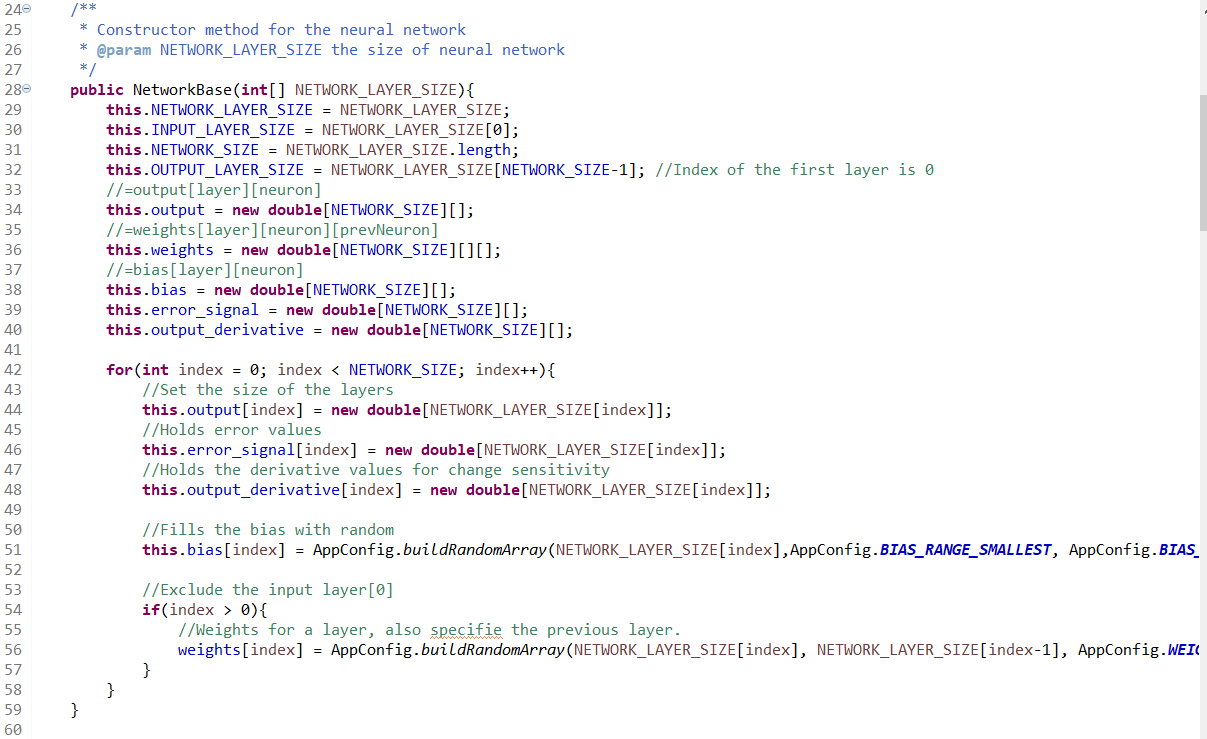 24 /**
25  * Constructor method for the neural network
26  * @param NETWORK_LAYER_SIZE the size of neural network
27  */
28 public NetworkBase(int[] NETWORK_LAYER_SIZE){
29     this.NETWORK_LAYER_SIZE = NETWORK_LAYER_SIZE;
30     this.INPUT_LAYER_SIZE = NETWORK_LAYER_SIZE[0];
31     this.NETWORK_SIZE = NETWORK_LAYER_SIZE.length;
32     this.OUTPUT_LAYER_SIZE = NETWORK_LAYER_SIZE[NETWORK_SIZE-1]; //Index of the first layer is 0
33     //=output[layer][neuron]
34     this.output = new double[NETWORK_SIZE][];
35     //=weights[layer][neuron][prevNeuron]
36     this.weights = new double[NETWORK_SIZE][][];
37     //=bias[layer][neuron]
38     this.bias = new double[NETWORK_SIZE][];
39     this.error_signal = new double[NETWORK_SIZE][];
40     this.output_derivative = new double[NETWORK_SIZE][];
41
42     for(int index = 0; index < NETWORK_SIZE; index++){
43         //Set the size of the layers
44         this.output[index] = new double[NETWORK_LAYER_SIZE[index]];
45         //Holds error values
46         this.error_signal[index] = new double[NETWORK_LAYER_SIZE[index]];
47         //Holds the derivative values for change sensitivity
48         this.output_derivative[index] = new double[NETWORK_LAYER_SIZE[index]];
49
50         //Fills the bias with random
51         this.bias[index] = AppConfig.buildRandomArray(NETWORK_LAYER_SIZE[index],AppConfig.BIAS_RANGE_SMALLEST, AppConfig.BIAS_
52
53         //Exclude the input layer[0]
54         if(index > 0){
55             //Weights for a layer, also specifie the previous layer.
56             weights[index] = AppConfig.buildRandomArray(NETWORK_LAYER_SIZE[index], NETWORK_LAYER_SIZE[index-1], AppConfig.WEIG
57         }
58     }
59 }
60